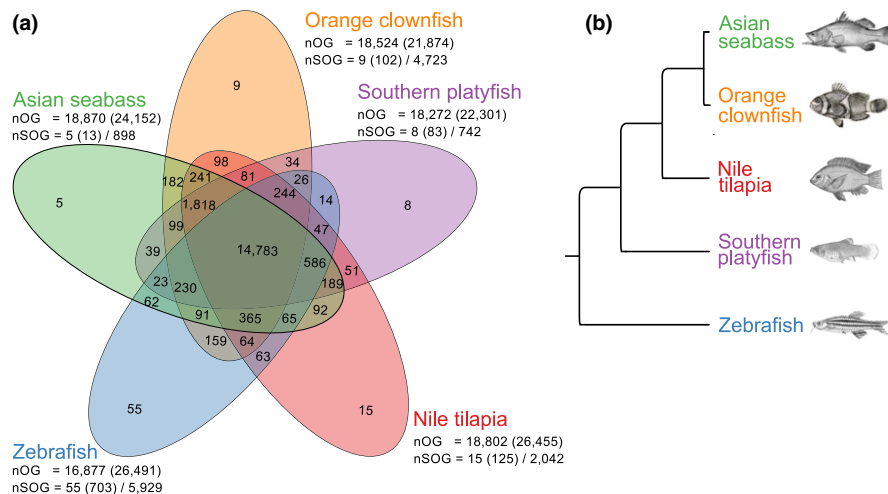 (a)
Orange clownfish
nOG = 18,524 (21,874)
nSOG = 9 (102) / 4,723
Asian seabass
nOG = 18,870 (24,152)
nSOG = 5 (13) / 898
Southern platyfish
nOG = 18,272 (22,301)
nSOG = 8 (83) / 742
9
98
34
182
241
81
26
5
1,818
244
14
8
99
47
39
14,783
586
51
23
230
189
62
91
365
65
92
159
64
63
55
15
Nile tilapia
nOG = 18,802 (26,455)
nSOG = 15 (125) / 2,042
Zebrafish
nOG = 16,877 (26,491)
nSOG = 55 (703) / 5,929
(b)
Asian
seabass
Orange
clownfish
Nile
tilapia
Southern
platyfish
Zebrafish